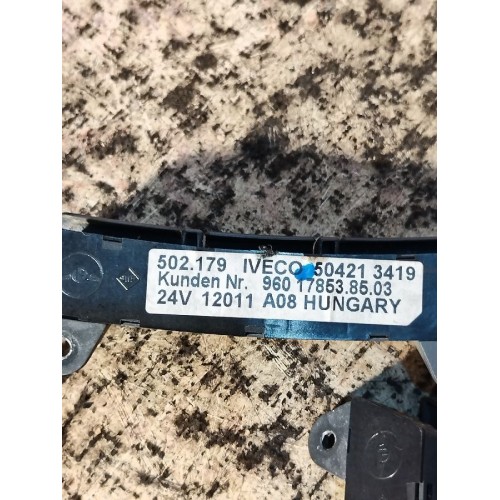 502.179 IVECO 50421 3419
Kunden Nr. 960 17853.85.03
24V 12011 A08 HUNGARY